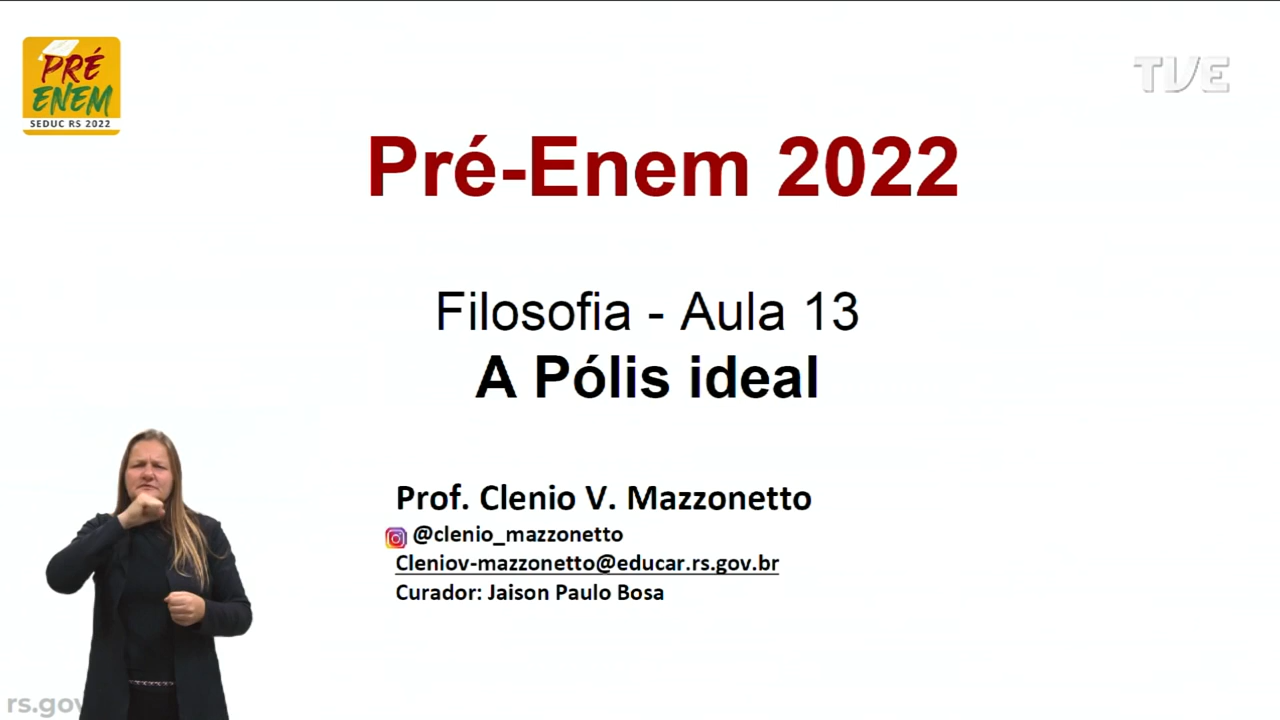 PRÉ
ENEM
SEDUC RS 2022
TVE
Pré-Enem 2022
Filosofia - Aula 13
A Pólis ideal
Prof. Clenio V. Mazzonetto
@clenio_mazzonetto
Cleniov-mazzonetto@educar.rs.gov.br
Curador: Jaison Paulo Bosa
rs.gov